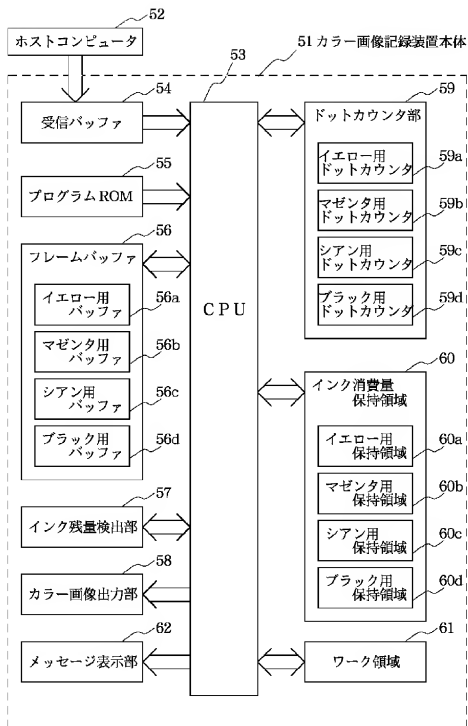 52
ホストコンピュータ
51カラー画像記録装置本体
53
54
受信バッファ
55
プログラムROM
56
フレームバッファ
イエロー用
バッファ
56a
マゼンタ用
バッファ
56b
シアン用
バッファ
56c
ブラック用
バッファ
56d
57
インク残量検出部
58
カラー画像出力部
62
メッセージ表示部
CPU
59
ドットカウンタ部
イエロー用
ドットカウンタ
59a
マゼンタ用
ドットカウンタ
59b
シアン用
ドットカウンタ
59c
ブラック用
ドットカウンタ
59d
60
インク消費量
保持領域
イエロー用
保持領域
60a
マゼンタ用
保持領域
60b
シアン用
保持領域
60c
ブラック用
保持領域
60d
61
ワーク領域